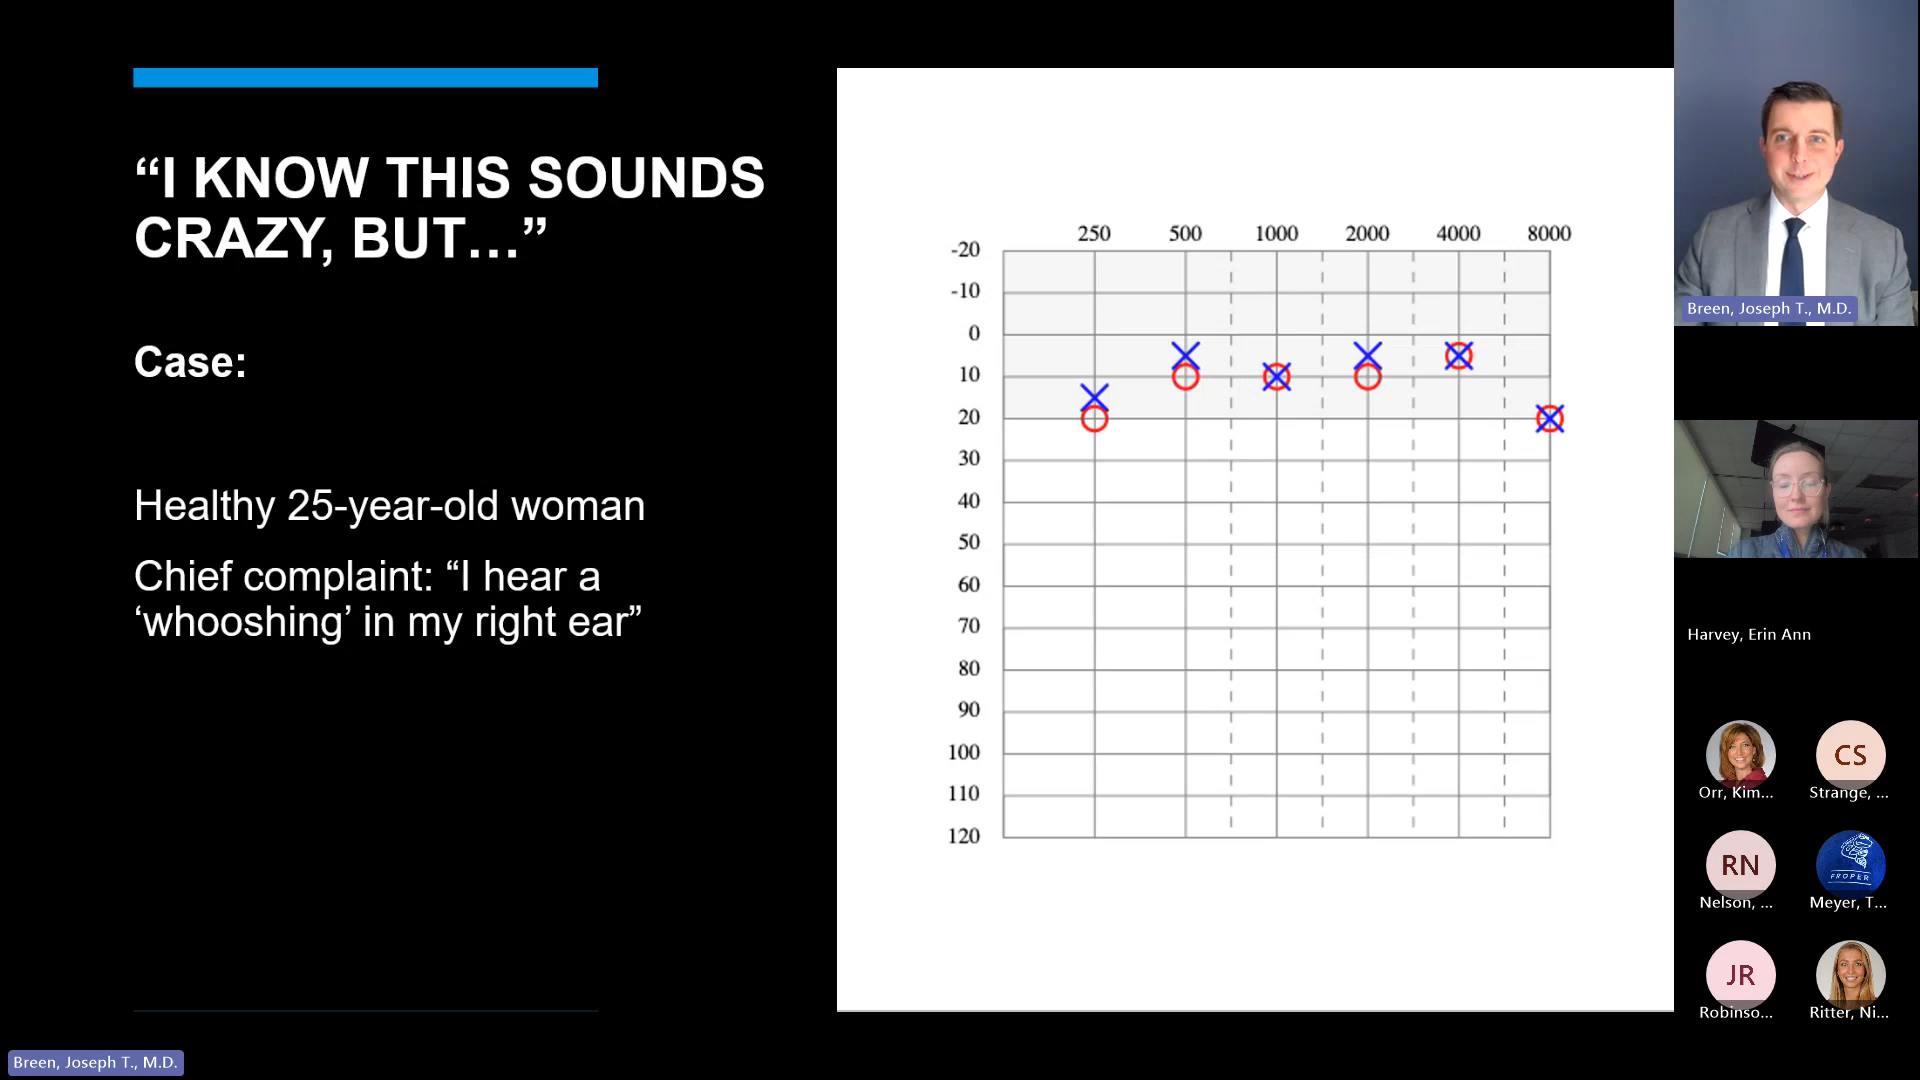 “I KNOW THIS SOUNDS
CRAZY, BUT…”
Case:
Healthy 25-year-old woman
Chief complaint: “I hear a
‘whooshing’ in my right ear”
250 500 1000 2000 4000 8000
-20
-10
0
10
20
30
40
50
60
70
80
90
100
110
120
Breen, Joseph T., M.D.
Harvey, Erin Ann
CS
Orr, Kim... Strange, ...
RN PROPER
Nelson, ... Meyer, T...
JR
Robinso... Ritter, Ni...
Breen, Joseph T., M.D.